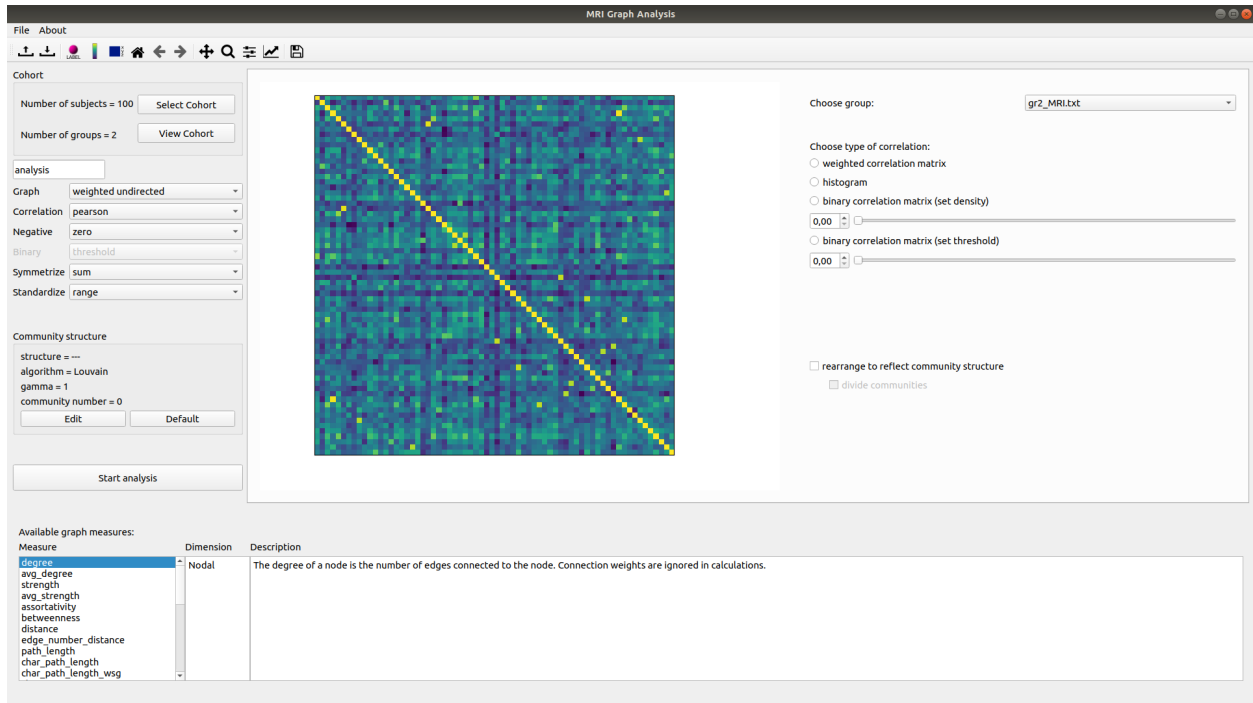 MRI Graph Analysis
File About
LABEL
Cohort
Number of subjects = 100 Select Cohort
Number of groups = 2 View Cohort
analysis
Graph weighted undirected
Correlation pearson
Negative zero
Binary threshold
Symmetrize sum
Standardize range
Community structure
structure = ---
algorithm = Louvain
gamma = 1
community number = 0
Edit Default
Start analysis
Choose group: gr2_MRI.txt
Choose type of correlation:
weighted correlation matrix
histogram
binary correlation matrix (set density)
0,00
binary correlation matrix (set threshold)
0,00
rearrange to reflect community structure
divide communities
Available graph measures:
Measure Dimension Description
degree Nodal The degree of a node is the number of edges connected to the node. Connection weights are ignored in calculations.
avg_degree
strength
avg_strength
assortativity
betweenness
distance
edge_number_distance
path_length
char_path_length
char_path_length_wsg